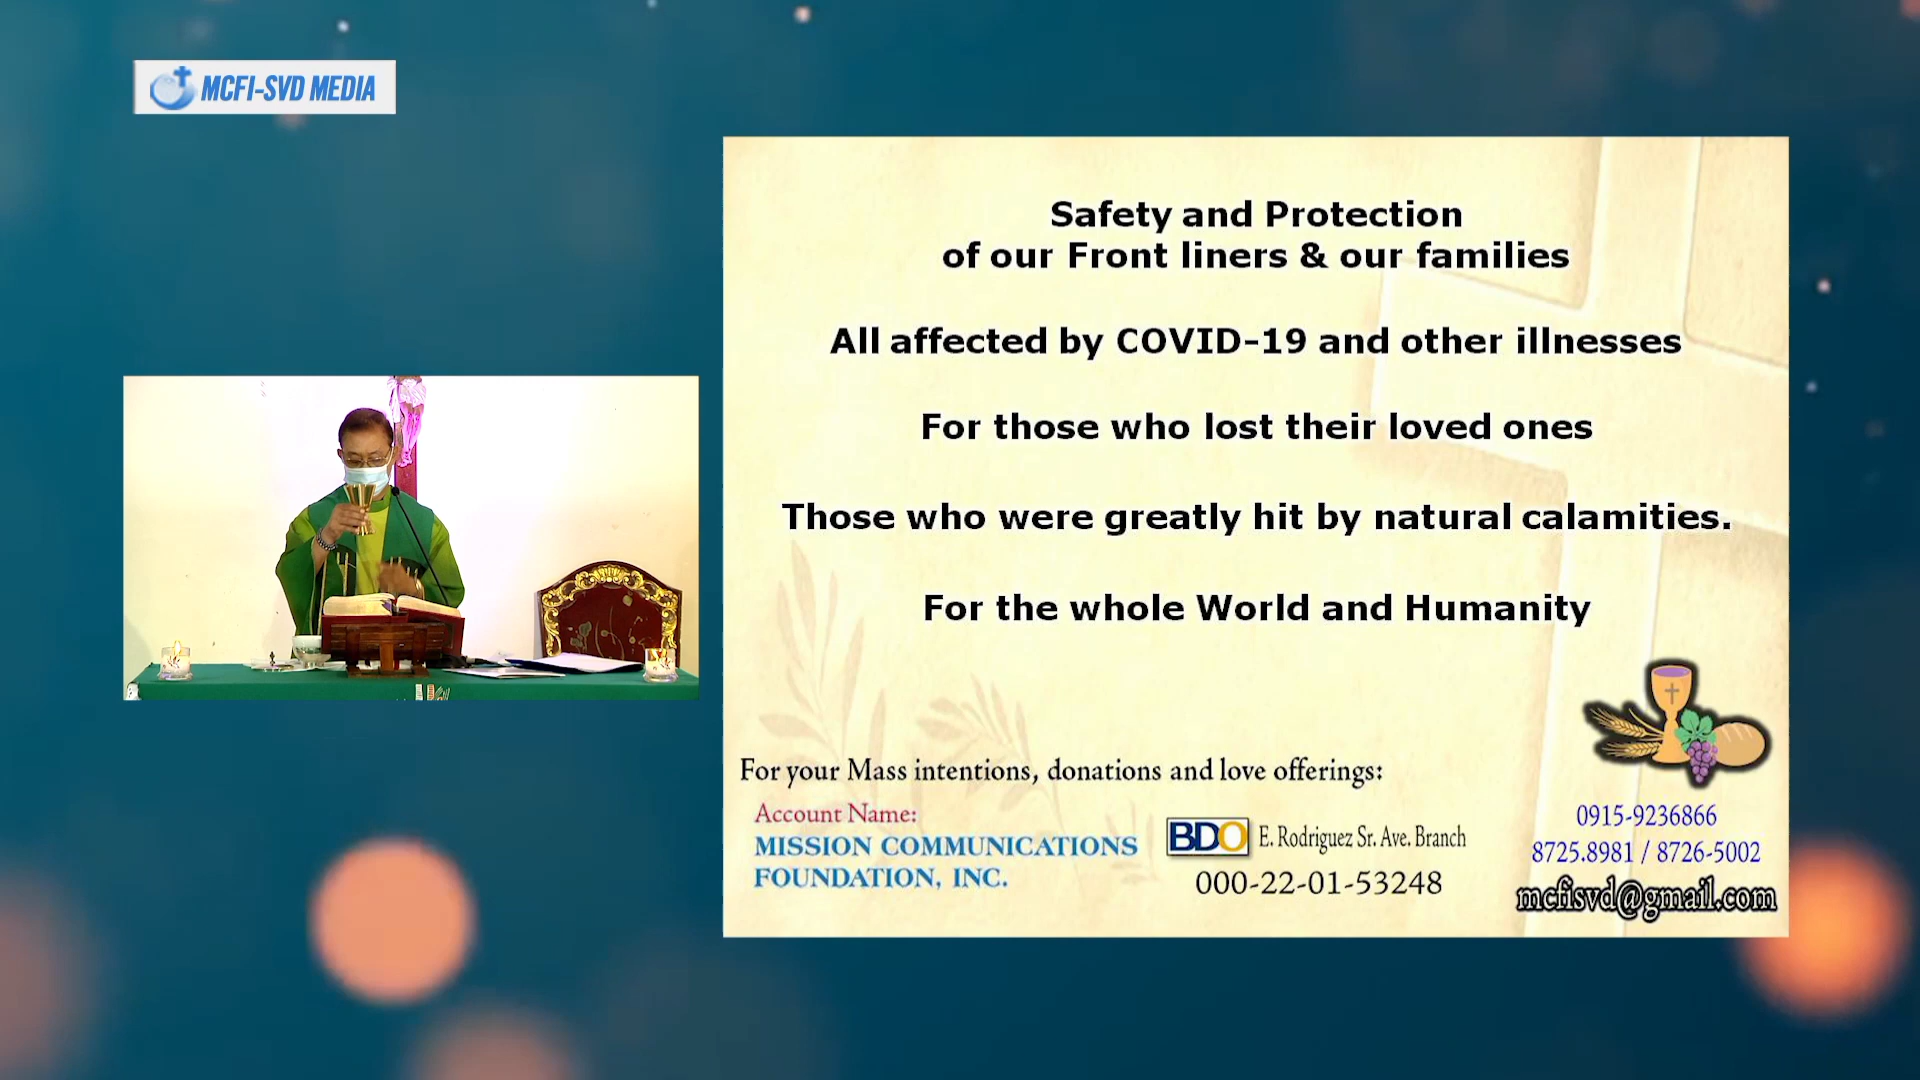 MCFI-SVD MEDIA
Safety and Protection
of our Front liners & our families
All affected by COVID-19 and other illnesses
For those who lost their loved ones
Those who were greatly hit by natural calamities.
For the whole World and Humanity
For your Mass intentions, donations and love offerings:
Account Name:
MISSION COMMUNICATIONS
FOUNDATION, INC.
BDO E. Rodriguez Sr. Ave. Branch
000-22-01-53248
0915-9236866
8725.8981 / 8726-5002
mcfisvd@gmail.com